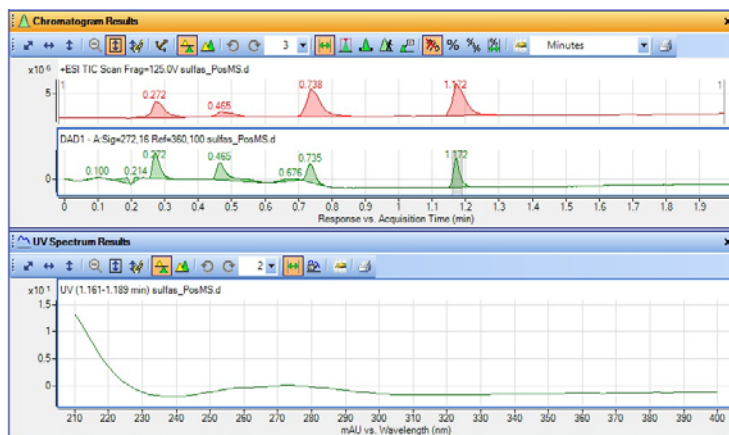 Chromatogram Results
3
Minutes
x10 6
+ESI TIC Scan Frag=125.0V sulfas_PosMS.d
5
1
0.272
0.465
0.738
1.172
1
DAD1 - A:Sig=272,16 Ref=360,100 sulfas_PosMS.d
0
0.100
0.214
0.272
0.465
0.676
0.735
1.172
0 0.1 0.2 0.3 0.4 0.5 0.6 0.7 0.8 0.9 1 1.1 1.2 1.3 1.4 1.5 1.6 1.7 1.8 1.9
Response vs. Acquisition Time (min)
UV Spectrum Results
2
x10 1
UV (1.161-1.189 min) sulfas_PosMS.d
1.5
1
0.5
0
210 220 230 240 250 260 270 280 290 300 310 320 330 340 350 360 370 380 390 400
mAU vs. Wavelength (nm)